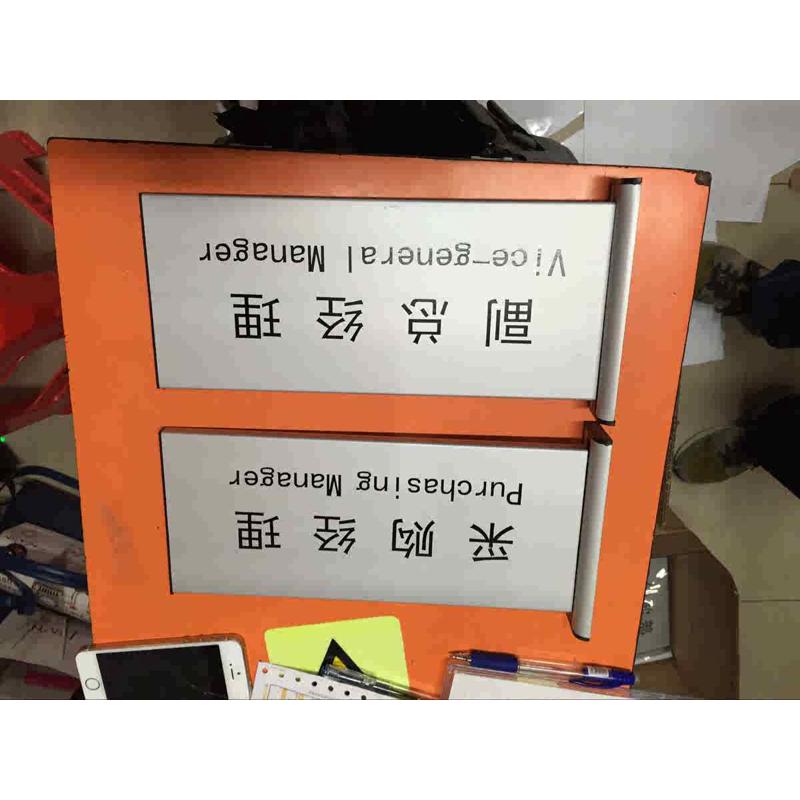 采购经理
Purchasing Manager
副总经理
Vice-general Manager